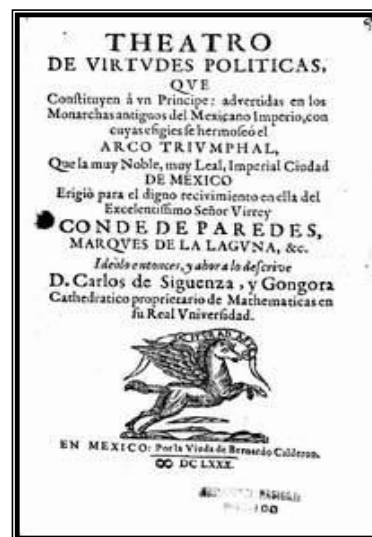 THEATRO
DE VIRTVDES POLITICAS,
QVE
Conſtituyen á vn Principe: advertidas en los
Monarchas antiguos del Mexicano Imperio, con
cuyas efigies ſe hermoſeó el
ARCO TRIVMPHAL,
Que la muy Noble, muy Leal, Imperial Ciudad
DE MEXICO
Erigiò para el digno recivimiento en ella del
Excelentiſſimo Señor Virrey
CONDE DE PAREDES,
MARQVES DE LA LAGVNA, &c.
Ideòlo entonces, y ahora lo deſcrive
D. Carlos de Siguenza, y Gongora
Cathedratico proprietario de Mathematicas en
ſu Real Vniverſidad.
EN MEXICO: Por la Viuda de Bernardo Calderon.
ↀ DC LXXX.